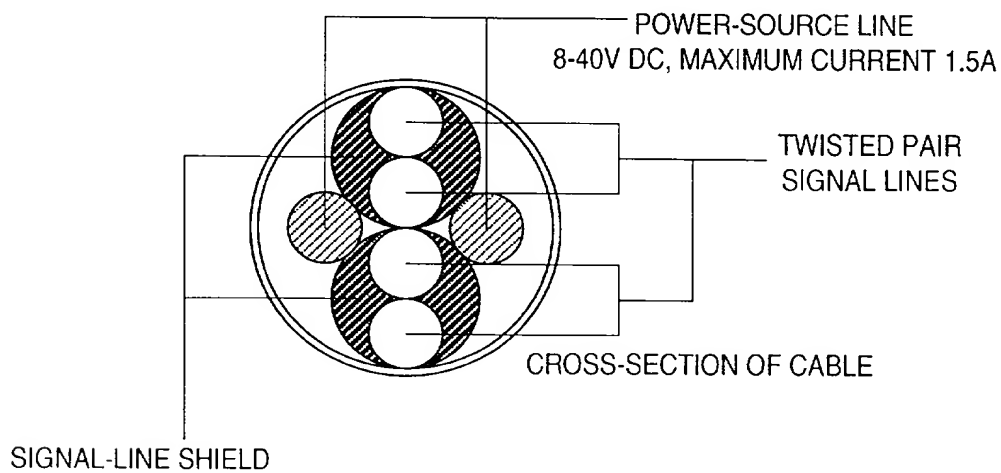 POWER-SOURCE LINE
8-40V DC, MAXIMUM CURRENT 1.5A
TWISTED PAIR
SIGNAL LINES
CROSS-SECTION OF CABLE
SIGNAL-LINE SHIELD